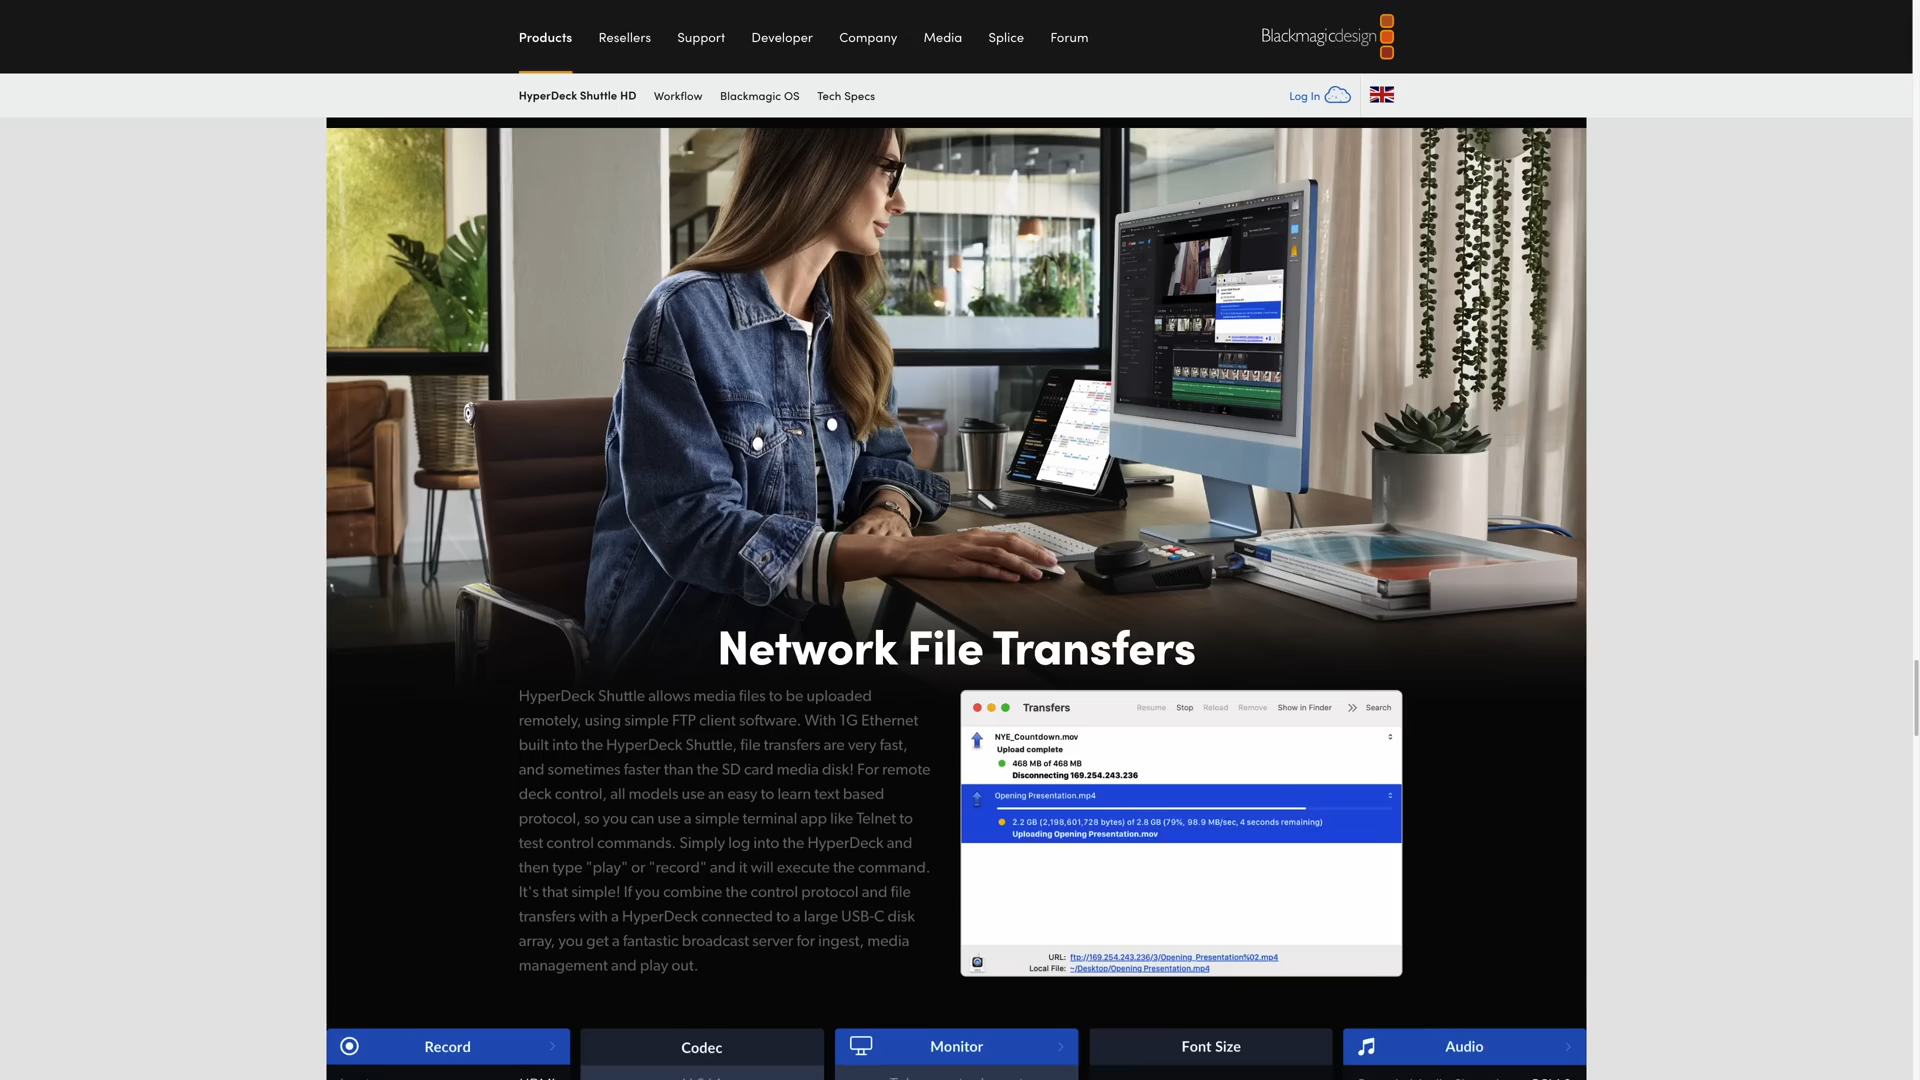 Products
Resellers
Support
Developer
Company
Media
Splice
Forum
Blackmagicdesign
HyperDeck Shuttle HD
Workflow
Blackmagic OS
Tech Specs
Log In
Network File Transfers
HyperDeck Shuttle allows media files to be uploaded
remotely, using simple FTP client software. With 1G Ethernet
built into the HyperDeck Shuttle, file transfers are very fast,
and sometimes faster than the SD card media disk! For remote
deck control, all models use an easy to learn text based
protocol, so you can use a simple terminal app like Telnet to
test control commands. Simply log into the HyperDeck and
then type "play" or "record" and it will execute the command.
It's that simple! If you combine the control protocol and file
transfers with a HyperDeck connected to a large USB-C disk
array, you get a fantastic broadcast server for ingest, media
management and play out.
Transfers
Resume
Stop
Reload
Remove
Show in Finder
Search
NYE_Countdown.mov
Upload complete
468 MB of 468 MB
Disconnecting 169.254.243.236
Opening Presentation.mp4
2.2 GB (2,198,601,728 bytes) of 2.8 GB (79%, 98.9 MB/sec, 4 seconds remaining)
Uploading Opening Presentation.mov
URL: ftp://169.254.243.236/3/Opening_Presentation%02.mp4
Local File: ~/Desktop/Opening Presentation.mp4
Record
Codec
Monitor
Font Size
Audio